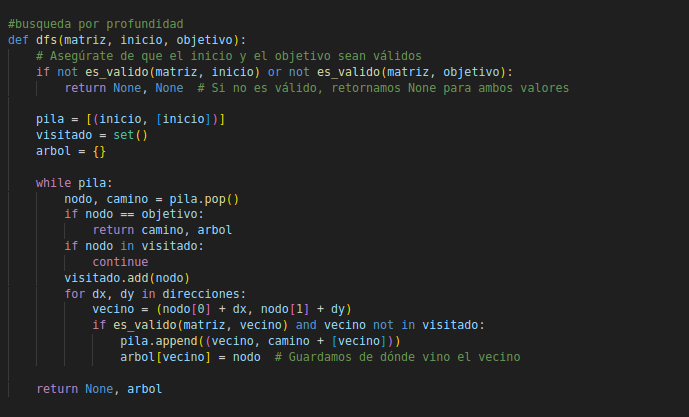 #busqueda por profundidad
def dfs(matriz, inicio, objetivo):
    # Asegúrate de que el inicio y el objetivo sean válidos
    if not es_valido(matriz, inicio) or not es_valido(matriz, objetivo):
        return None, None  # Si no es válido, retornamos None para ambos valores

    pila = [(inicio, [inicio])]
    visitado = set()
    arbol = {}

    while pila:
        nodo, camino = pila.pop()
        if nodo == objetivo:
            return camino, arbol
        if nodo in visitado:
            continue
        visitado.add(nodo)
        for dx, dy in direcciones:
            vecino = (nodo[0] + dx, nodo[1] + dy)
            if es_valido(matriz, vecino) and vecino not in visitado:
                pila.append((vecino, camino + [vecino]))
                arbol[vecino] = nodo  # Guardamos de dónde vino el vecino

    return None, arbol